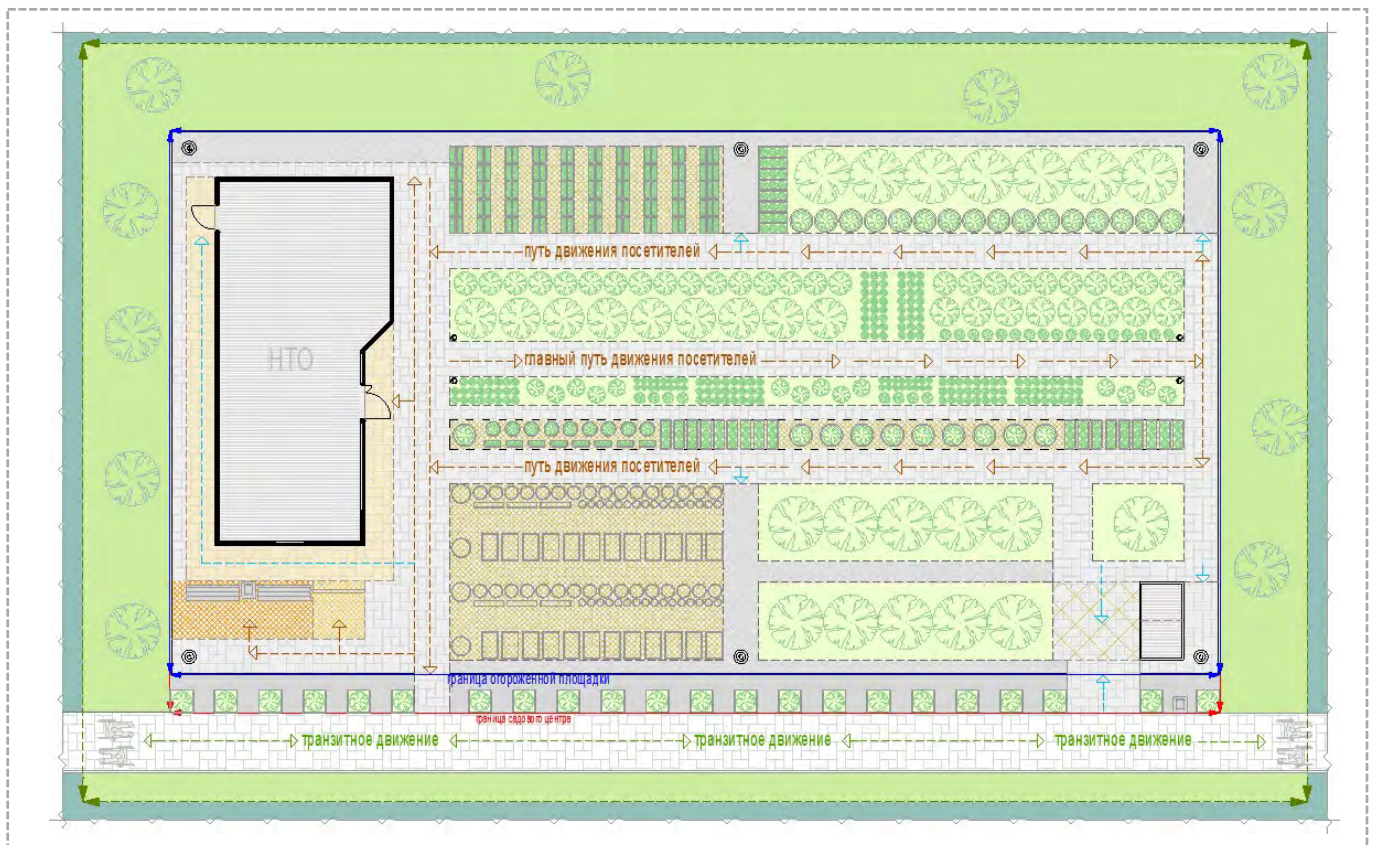 путь движения посетителей
НТО
главный путь движения посетителей
путь движения посетителей
граница огороженной площадки
граница садового центра
транзитное движение
транзитное движение
транзитное движение